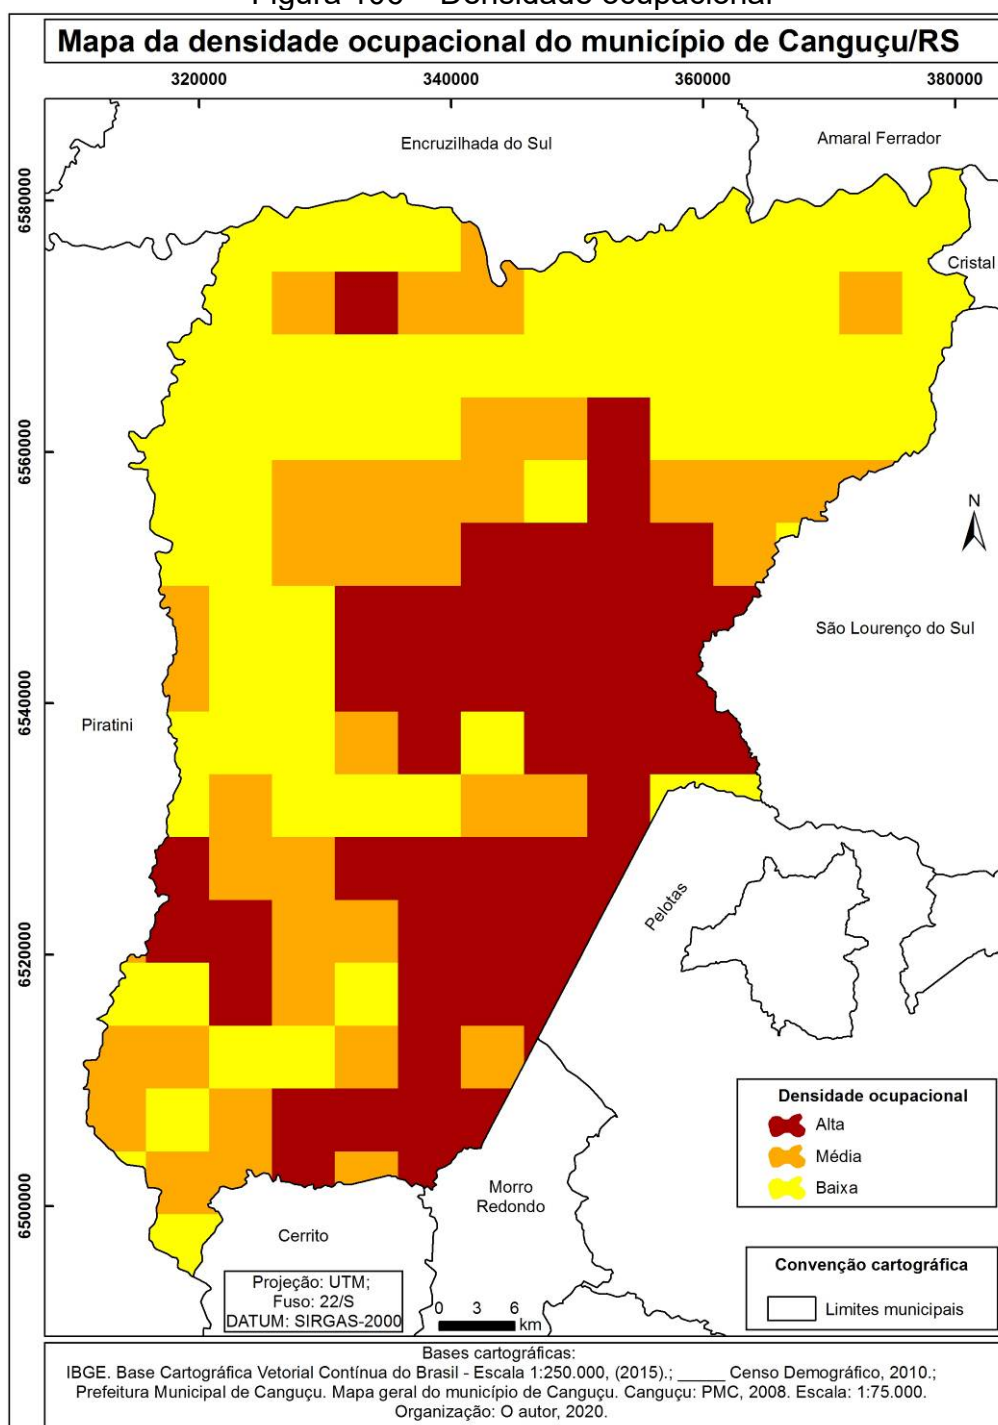 Mapa da densidade ocupacional do município de Canguçu/RS
320000
340000
360000
380000
Encruzilhada do Sul
Amaral Ferrador
6580000
Cristal
6560000
N
São Lourenço do Sul
6540000
Piratini
Pelotas
6520000
Densidade ocupacional
Alta
Média
Baixa
6500000
Morro
Redondo
Cerrito
Convenção cartográfica
Limites municipais
Projeção: UTM;
Fuso: 22/S
DATUM: SIRGAS-2000
0 3 6
km
Bases cartográficas:
IBGE. Base Cartográfica Vetorial Contínua do Brasil - Escala 1:250.000, (2015).; _____ Censo Demográfico, 2010.;
Prefeitura Municipal de Canguçu. Mapa geral do município de Canguçu. Canguçu: PMC, 2008. Escala: 1:75.000.
Organização: O autor, 2020.